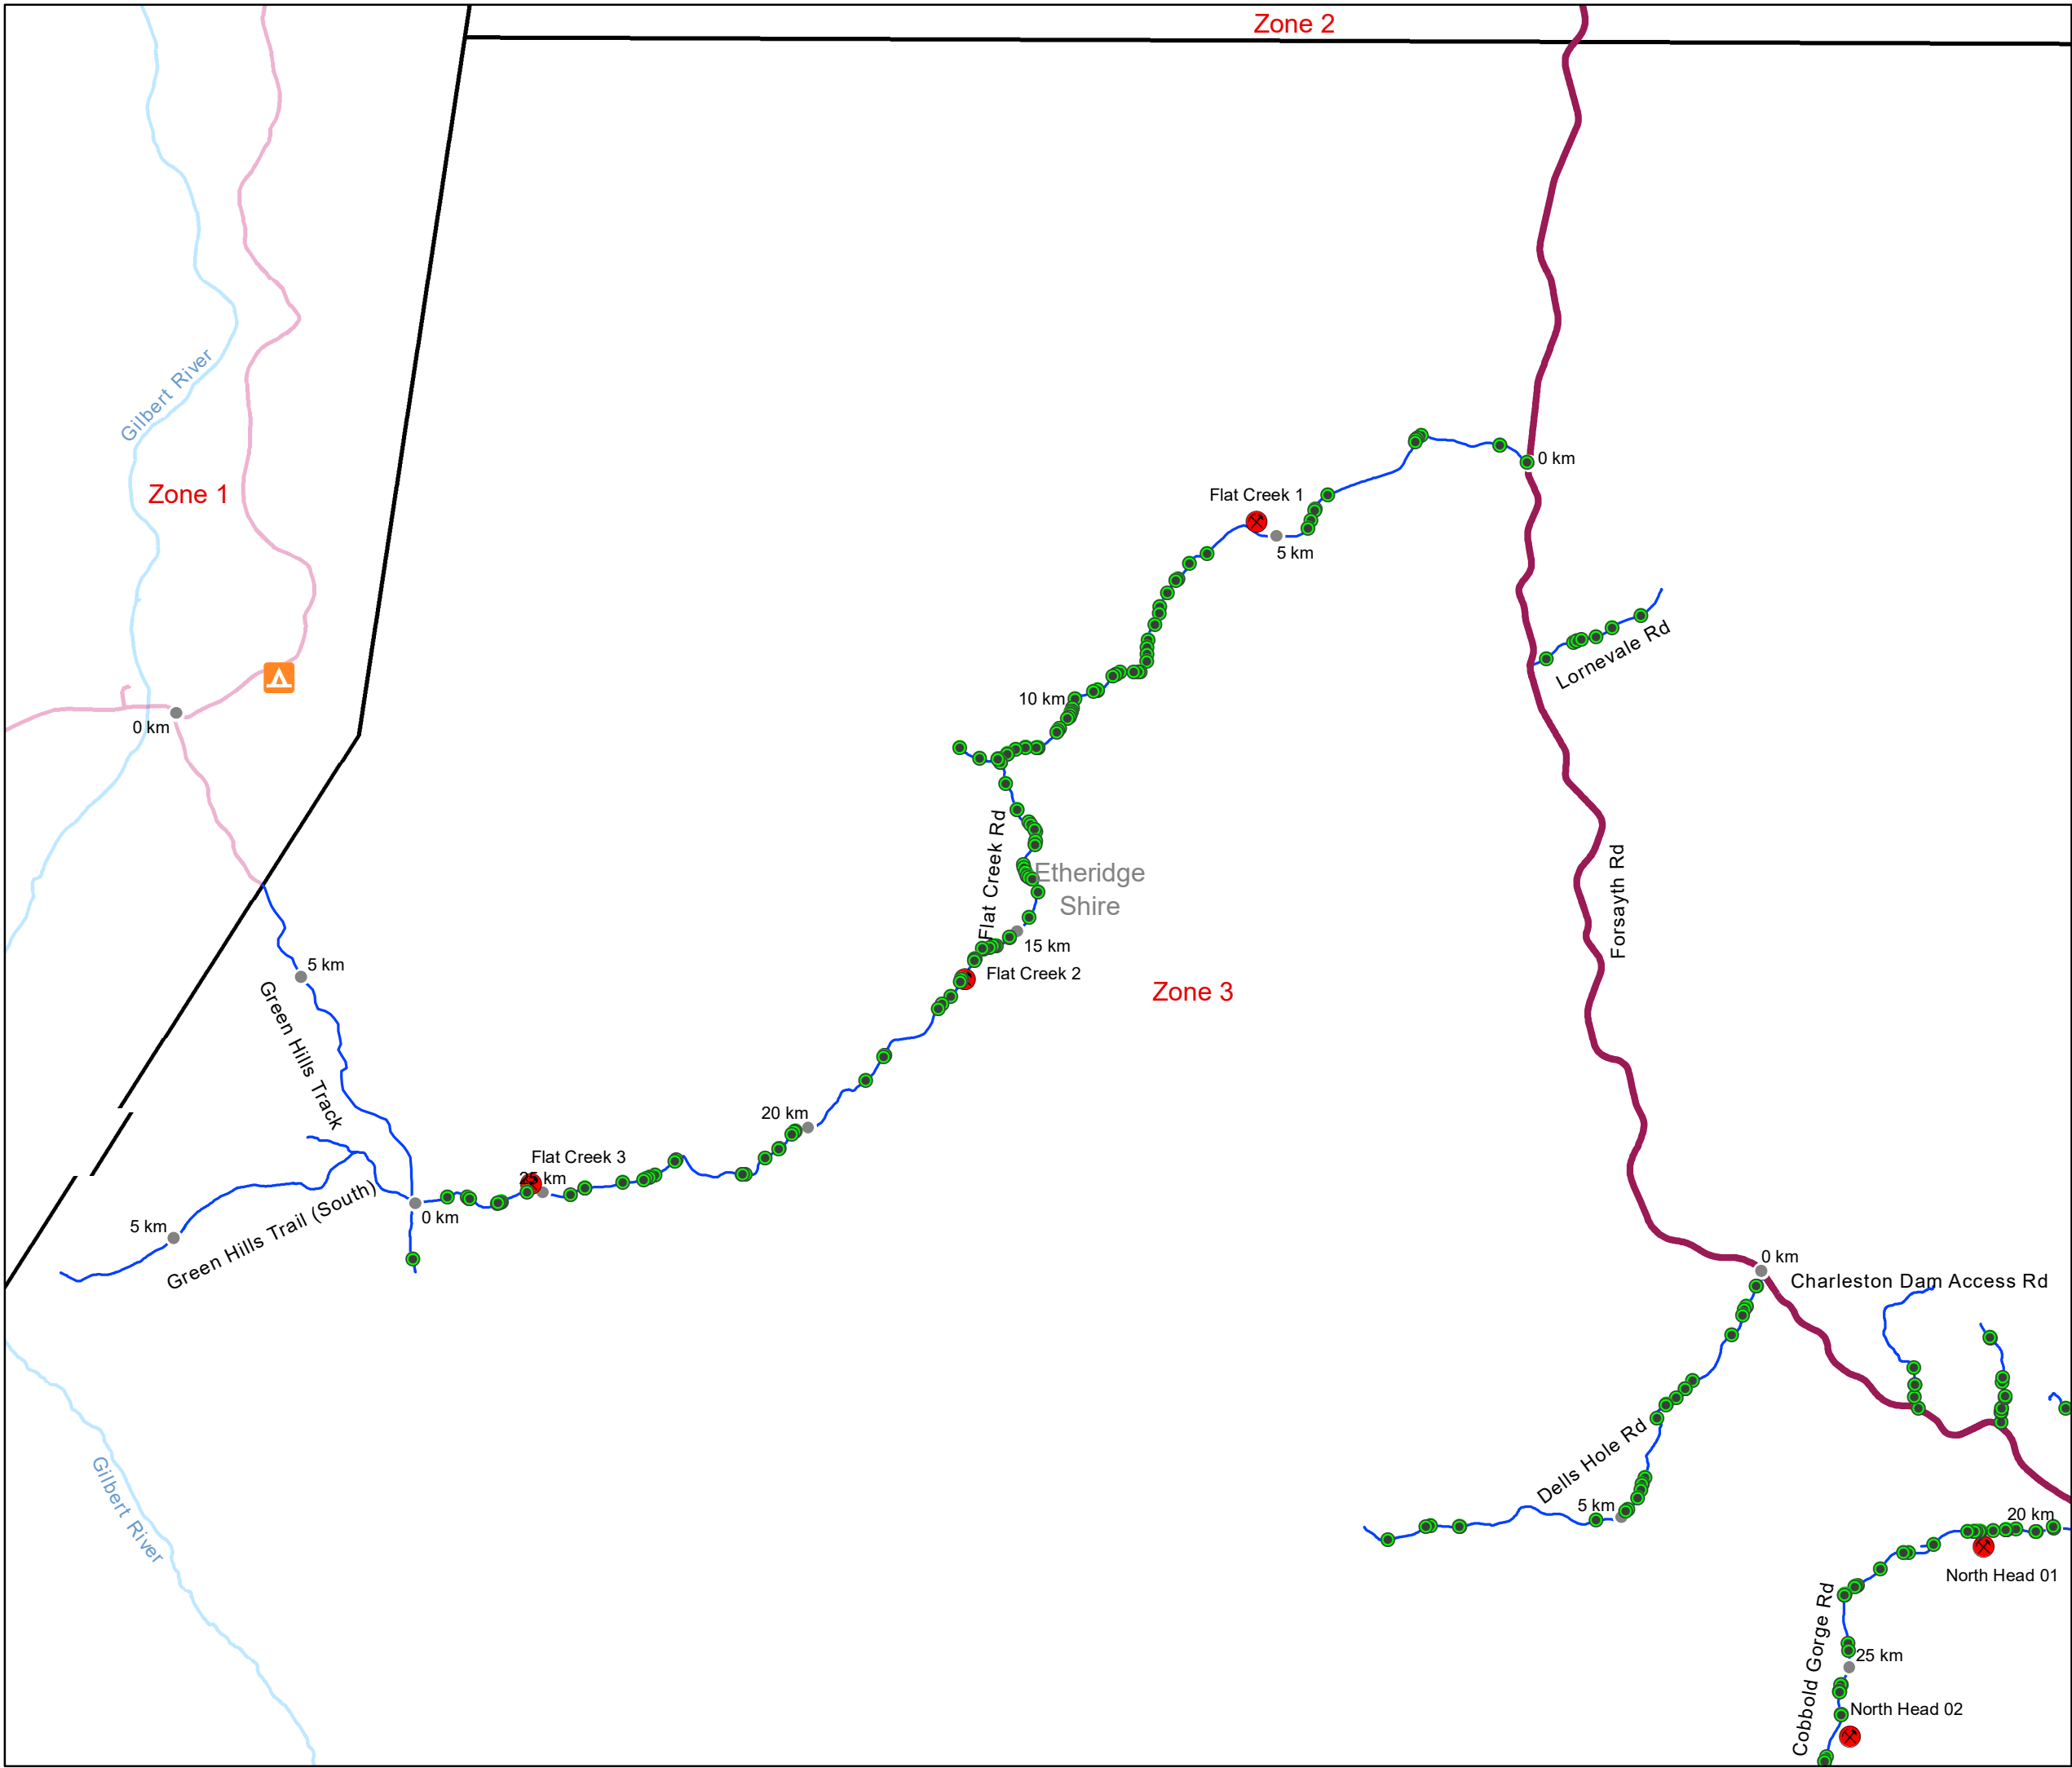 Zone 2
Gilbert River
Zone 1
0 km
Flat Creek 1
5 km
Lornevale Rd
10 km
0 km
Flat Creek Rd
Etheridge
Shire
Forsayth Rd
15 km
Flat Creek 2
Zone 3
5 km
Green Hills Track
20 km
Flat Creek 3
25 km
0 km
5 km
Green Hills Trail (South)
0 km
Charleston Dam Access Rd
Dells Hole Rd
5 km
Gilbert River
20 km
North Head 01
Cobbold Gorge Rd
25 km
North Head 02